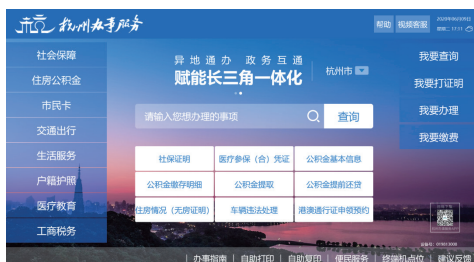 杭州办事服务
帮助
视频客服
星期二 17:11
社会保障
住房公积金
市民卡
交通出行
生活服务
户籍护照
医疗教育
工商税务
异地通办 政务互通
赋能长三角一体化
杭州市
请输入您想办理的事项
查询
社保证明
医疗参保（合）凭证
公积金基本信息
公积金缴存明细
公积金提取
公积金提前还贷
住房情况（无房证明）
车辆违法处理
港澳通行证申领预约
我要查询
我要打证明
我要办理
我要缴费
办事指南 | 自助打印 | 自助复印 | 便民服务 | 终端机点位 | 建议反馈